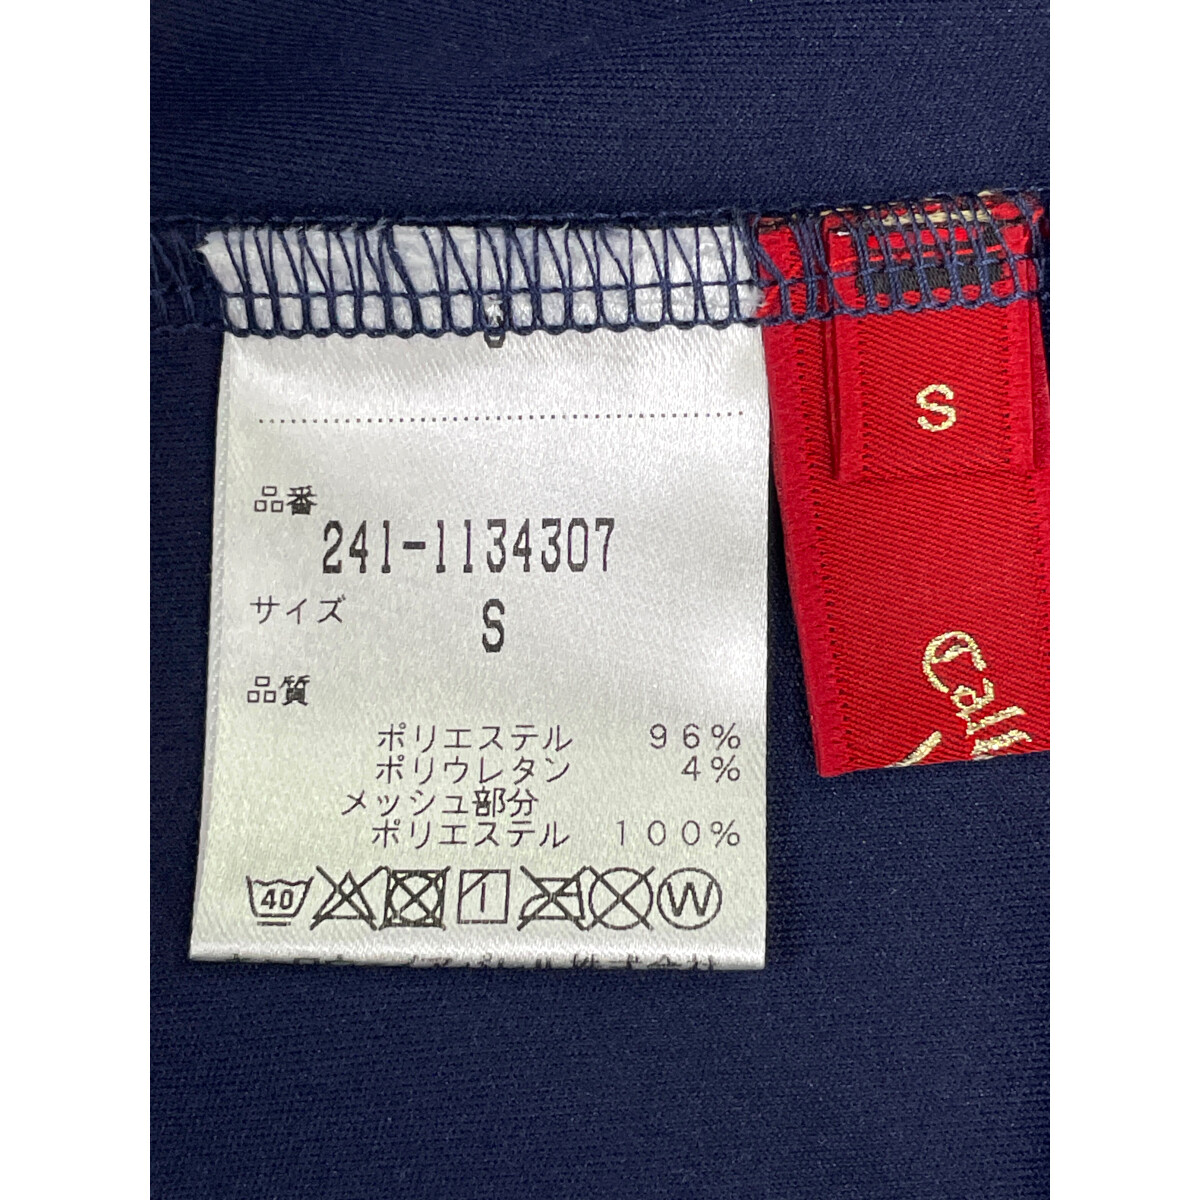 品番
241-1134307
サイズ S
品質
ポリエステル 96%
ポリウレタン 4%
メッシュ部分
ポリエステル 100%
40 W
S